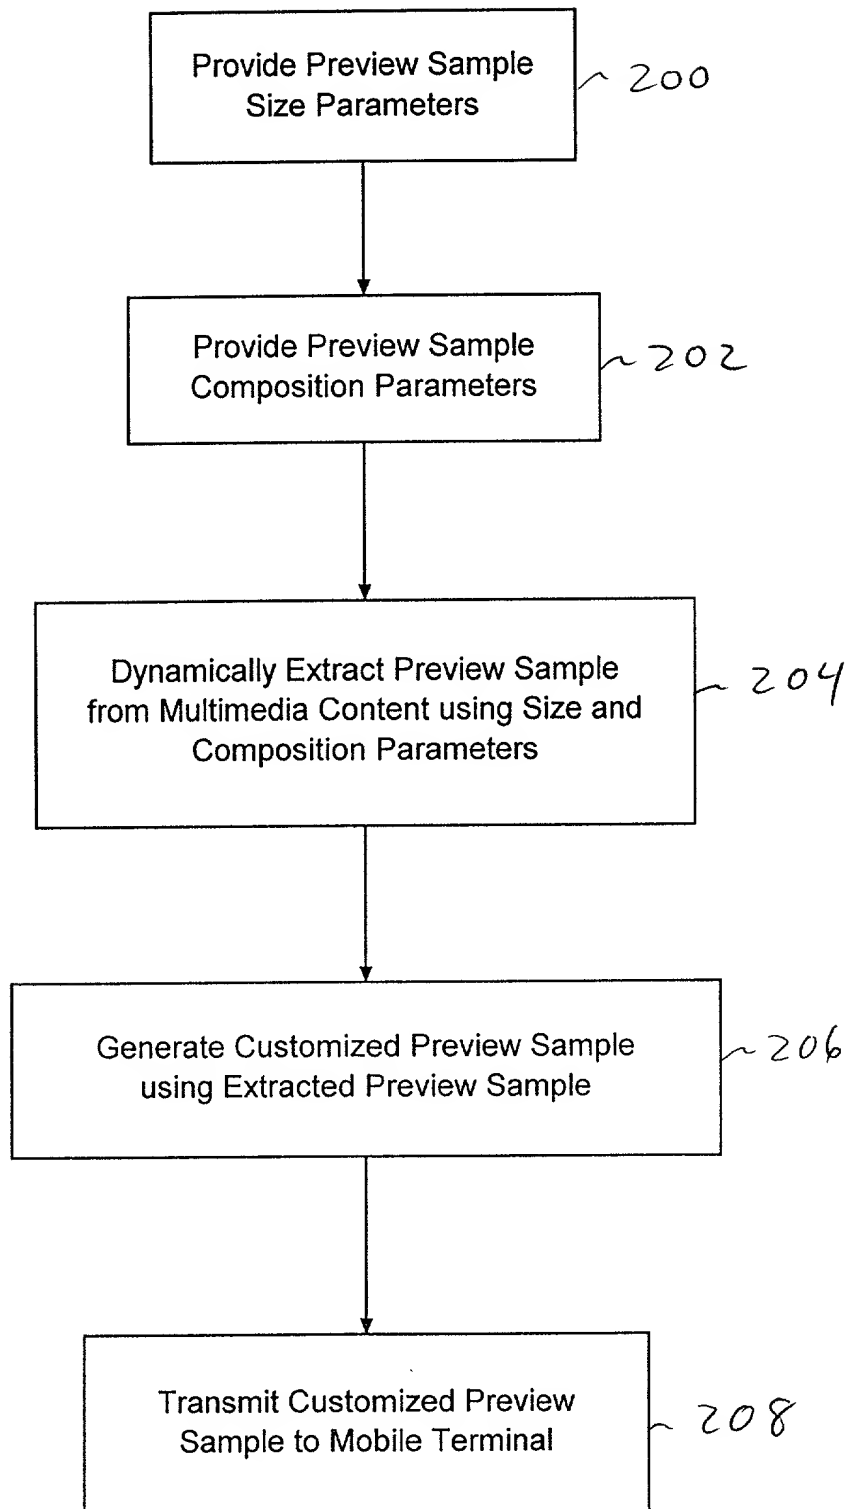 Provide Preview Sample
Size Parameters
200
Provide Preview Sample
Composition Parameters
202
Dynamically Extract Preview Sample
from Multimedia Content using Size and
Composition Parameters
204
Generate Customized Preview Sample
using Extracted Preview Sample
206
Transmit Customized Preview
Sample to Mobile Terminal
208